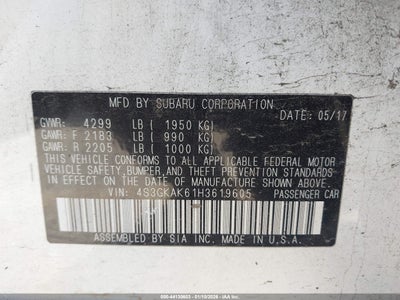 MFD BY SUBARU CORPORATION
DATE: 05/17
GVWR: 4299 LB ( 1950 KG)
GAWR: F 2183 LB ( 990 KG)
GAWR: R 2205 LB ( 1000 KG)
THIS VEHICLE CONFORMS TO ALL APPLICABLE FEDERAL MOTOR
VEHICLE SAFETY, BUMPER, AND THEFT PREVENTION STANDARDS
IN EFFECT ON THE DATE OF MANUFACTURE SHOWN ABOVE.
VIN: 4S3GKAK61H3619605 PASSENGER CAR
ASSEMBLED BY SIA INC. MADE IN U.S.A.